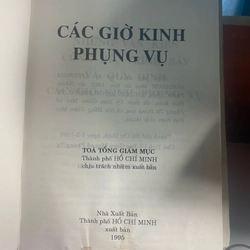 CÁC GIỜ KINH
PHỤNG VỤ
TOÀ TỔNG GIÁM MỤC
Thành phố HỒ CHÍ MINH
chịu trách nhiệm xuất bản
Nhà Xuất Bản
Thành phố HỒ CHÍ MINH
xuất bản
1995